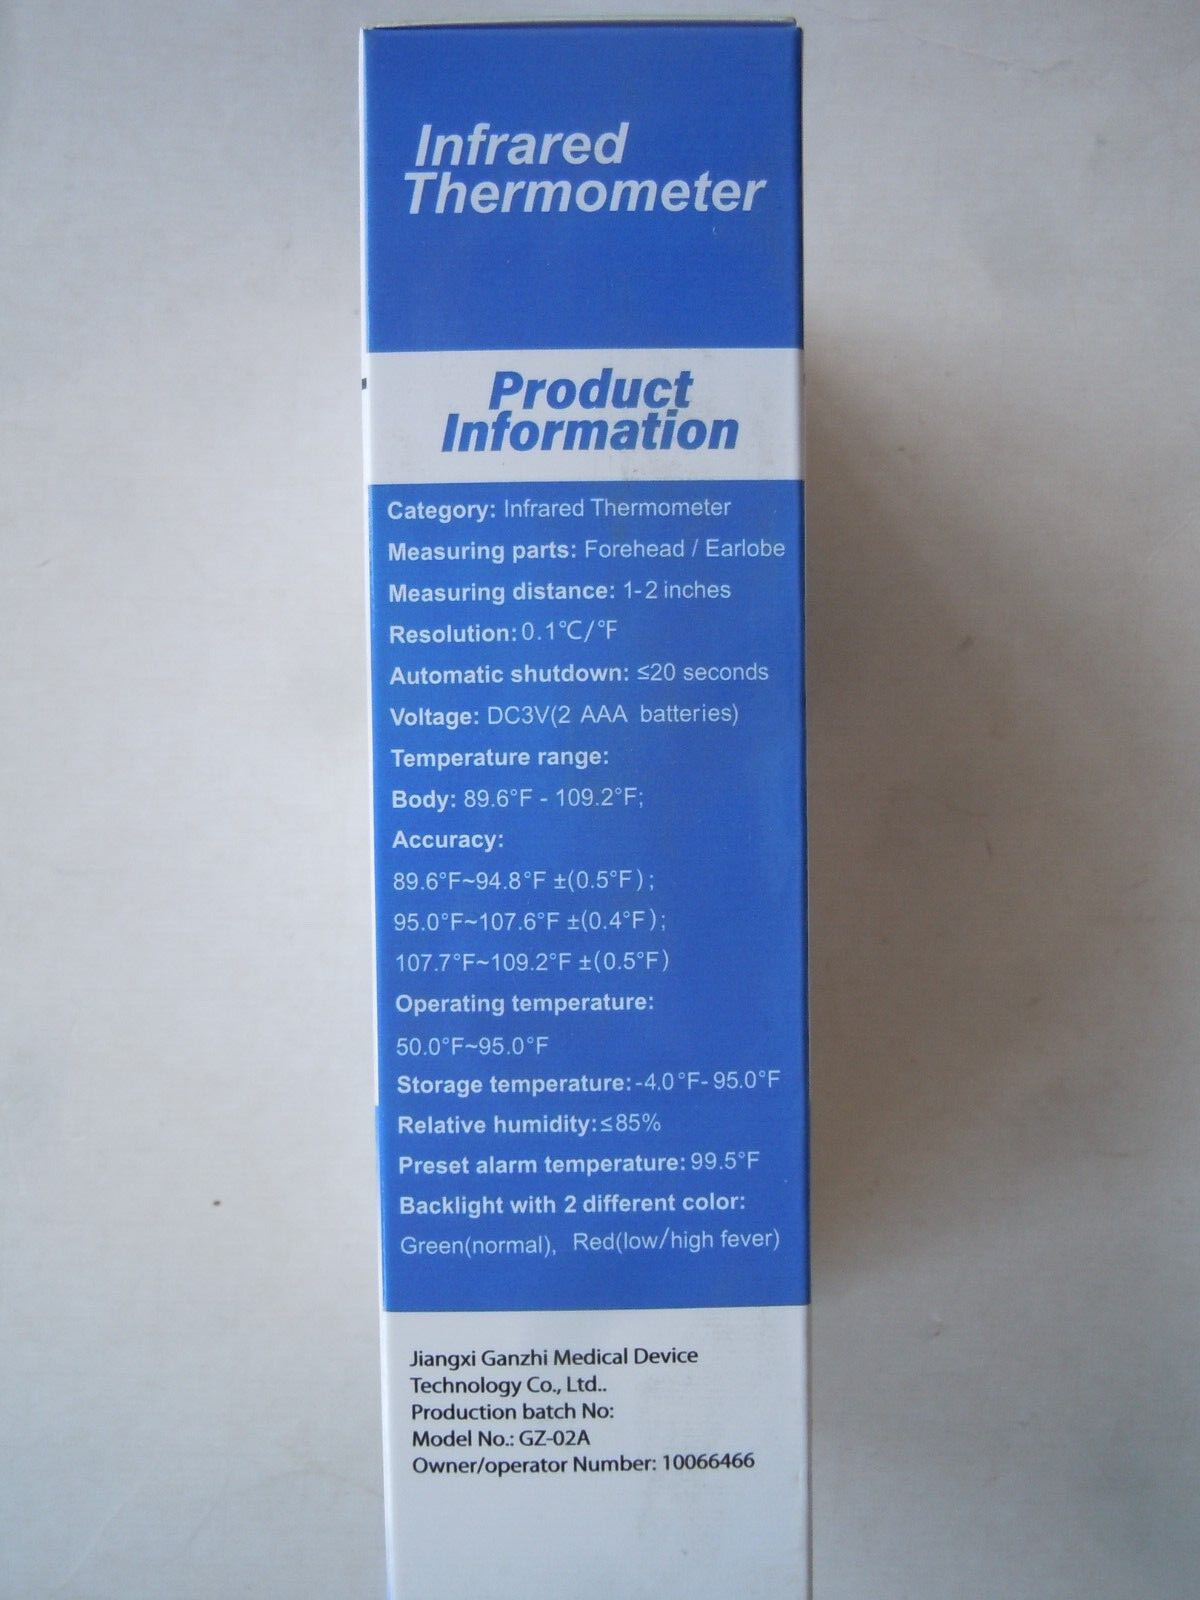 Infrared
Thermometer
Product
Information
Category: Infrared Thermometer
Measuring parts: Forehead / Earlobe
Measuring distance: 1-2 inches
Resolution:0.1℃/℉
Automatic shutdown: ≤20 seconds
Voltage: DC3V(2 AAA batteries)
Temperature range:
Body: 89.6°F - 109.2°F;
Accuracy:
89.6°F~94.8°F ±(0.5°F);
95.0°F~107.6°F ±(0.4°F);
107.7°F~109.2°F ±(0.5°F)
Operating temperature:
50.0°F~95.0°F
Storage temperature:-4.0°F- 95.0°F
Relative humidity:≤85%
Preset alarm temperature: 99.5°F
Backlight with 2 different color:
Green(normal), Red(low/high fever)
Jiangxi Ganzhi Medical Device
Technology Co., Ltd..
Production batch No:
Model No.: GZ-02A
Owner/operator Number: 10066466